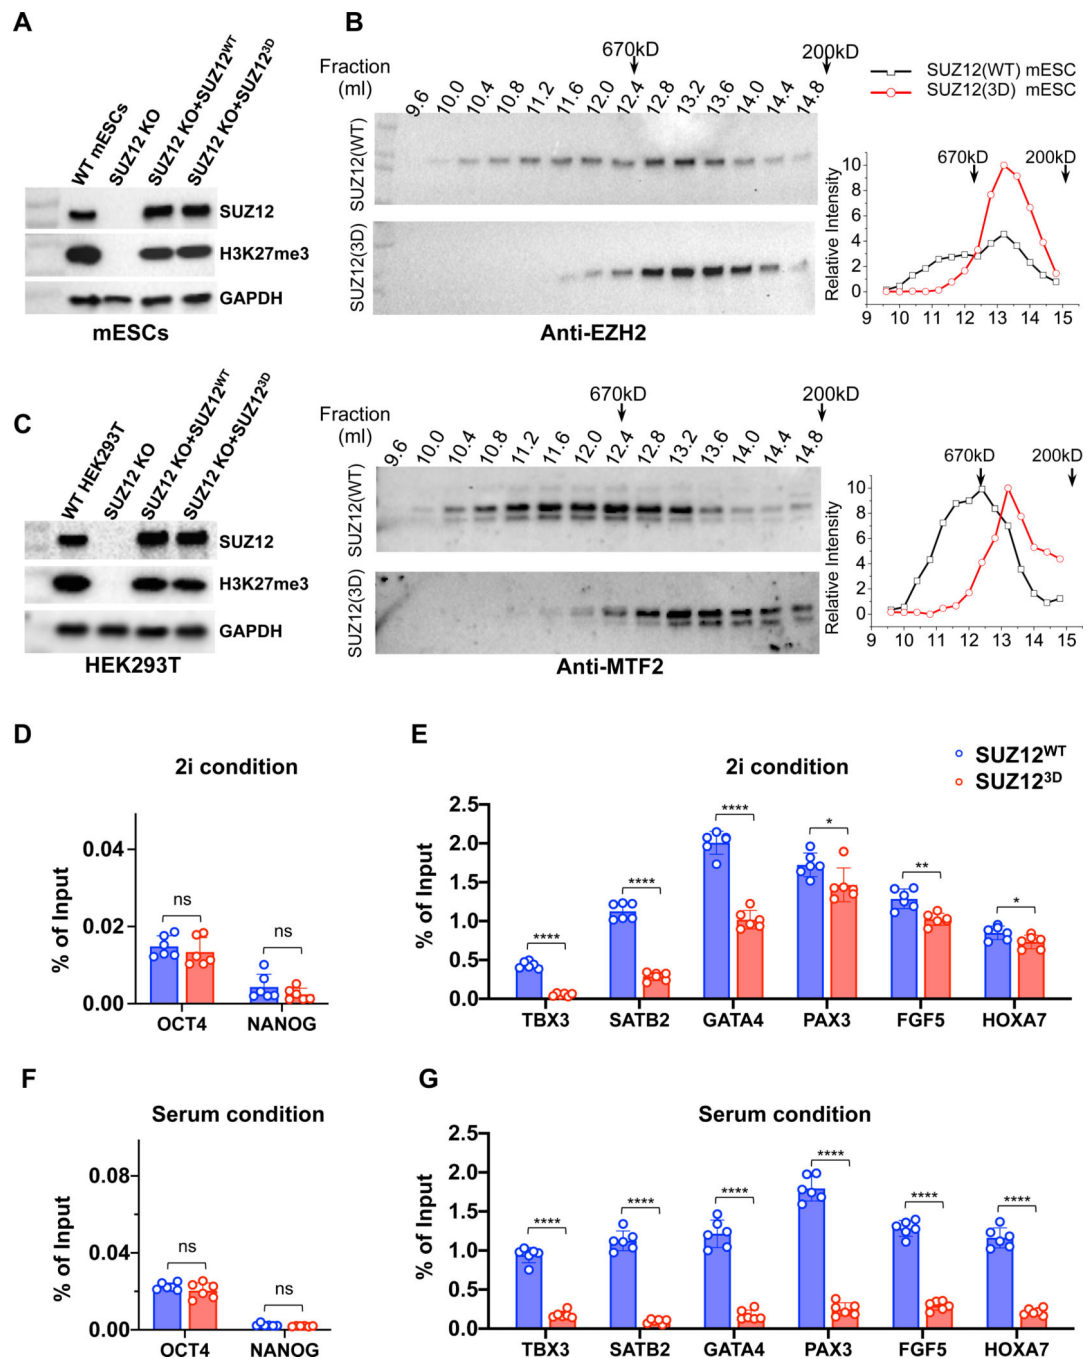 A
WT mESCs
SUZ12 KO
SUZ12 KO+SUZ12WT
SUZ12 KO+SUZ123D
SUZ12
H3K27me3
GAPDH
mESCs
B
670kD
200kD
Fraction
(ml)
9.6 10.0 10.4 10.8 11.2 11.6 12.0 12.4 12.8 13.2 13.6 14.0 14.4 14.8
SUZ12(WT)
SUZ12(3D)
Anti-EZH2
SUZ12(WT) mESC
SUZ12(3D) mESC
670kD
200kD
Relative Intensity
10
8
6
4
2
0
9 10 11 12 13 14 15
C
WT HEK293T
SUZ12 KO
SUZ12 KO+SUZ12WT
SUZ12 KO+SUZ123D
SUZ12
H3K27me3
GAPDH
HEK293T
670kD
200kD
Fraction
(ml)
9.6 10.0 10.4 10.8 11.2 11.6 12.0 12.4 12.8 13.2 13.6 14.0 14.4 14.8
SUZ12(WT)
SUZ12(3D)
Anti-MTF2
670kD
200kD
Relative Intensity
10
8
6
4
2
0
9 10 11 12 13 14 15
D
2i condition
% of Input
0.04
0.02
0.00
ns
ns
OCT4 NANOG
E
2i condition
SUZ12WT
SUZ123D
% of Input
2.5
2.0
1.5
1.0
0.5
0.0
****
****
****
*
**
*
TBX3 SATB2 GATA4 PAX3 FGF5 HOXA7
F
Serum condition
% of Input
0.08
0.04
0.00
ns
ns
OCT4 NANOG
G
Serum condition
% of Input
2.5
2.0
1.5
1.0
0.5
0.0
****
****
****
****
****
****
TBX3 SATB2 GATA4 PAX3 FGF5 HOXA7